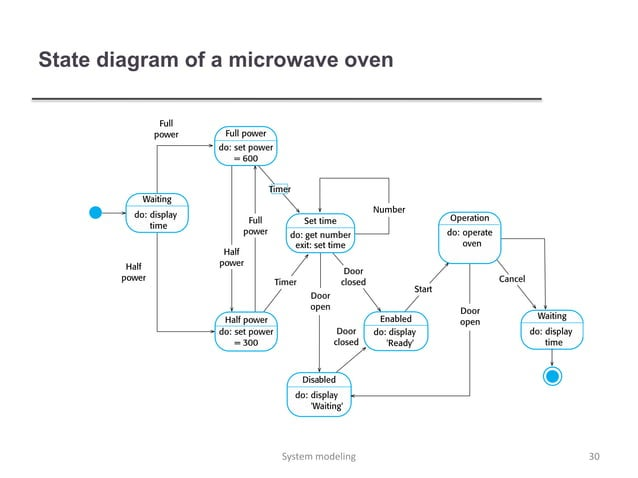 State diagram of a microwave oven
Full
power
Full power
do: set power
= 600
Timer
Waiting
do: display
time
Full
power
Half
power
Half
power
Timer
Half power
do: set power
= 300
Number
Set time
do: get number
exit: set time
Door
closed
Door
open
Operation
do: operate
oven
Cancel
Start
Door
open
Enabled
do: display
'Ready'
Door
closed
Waiting
do: display
time
Disabled
do: display
'Waiting'
System modeling
30